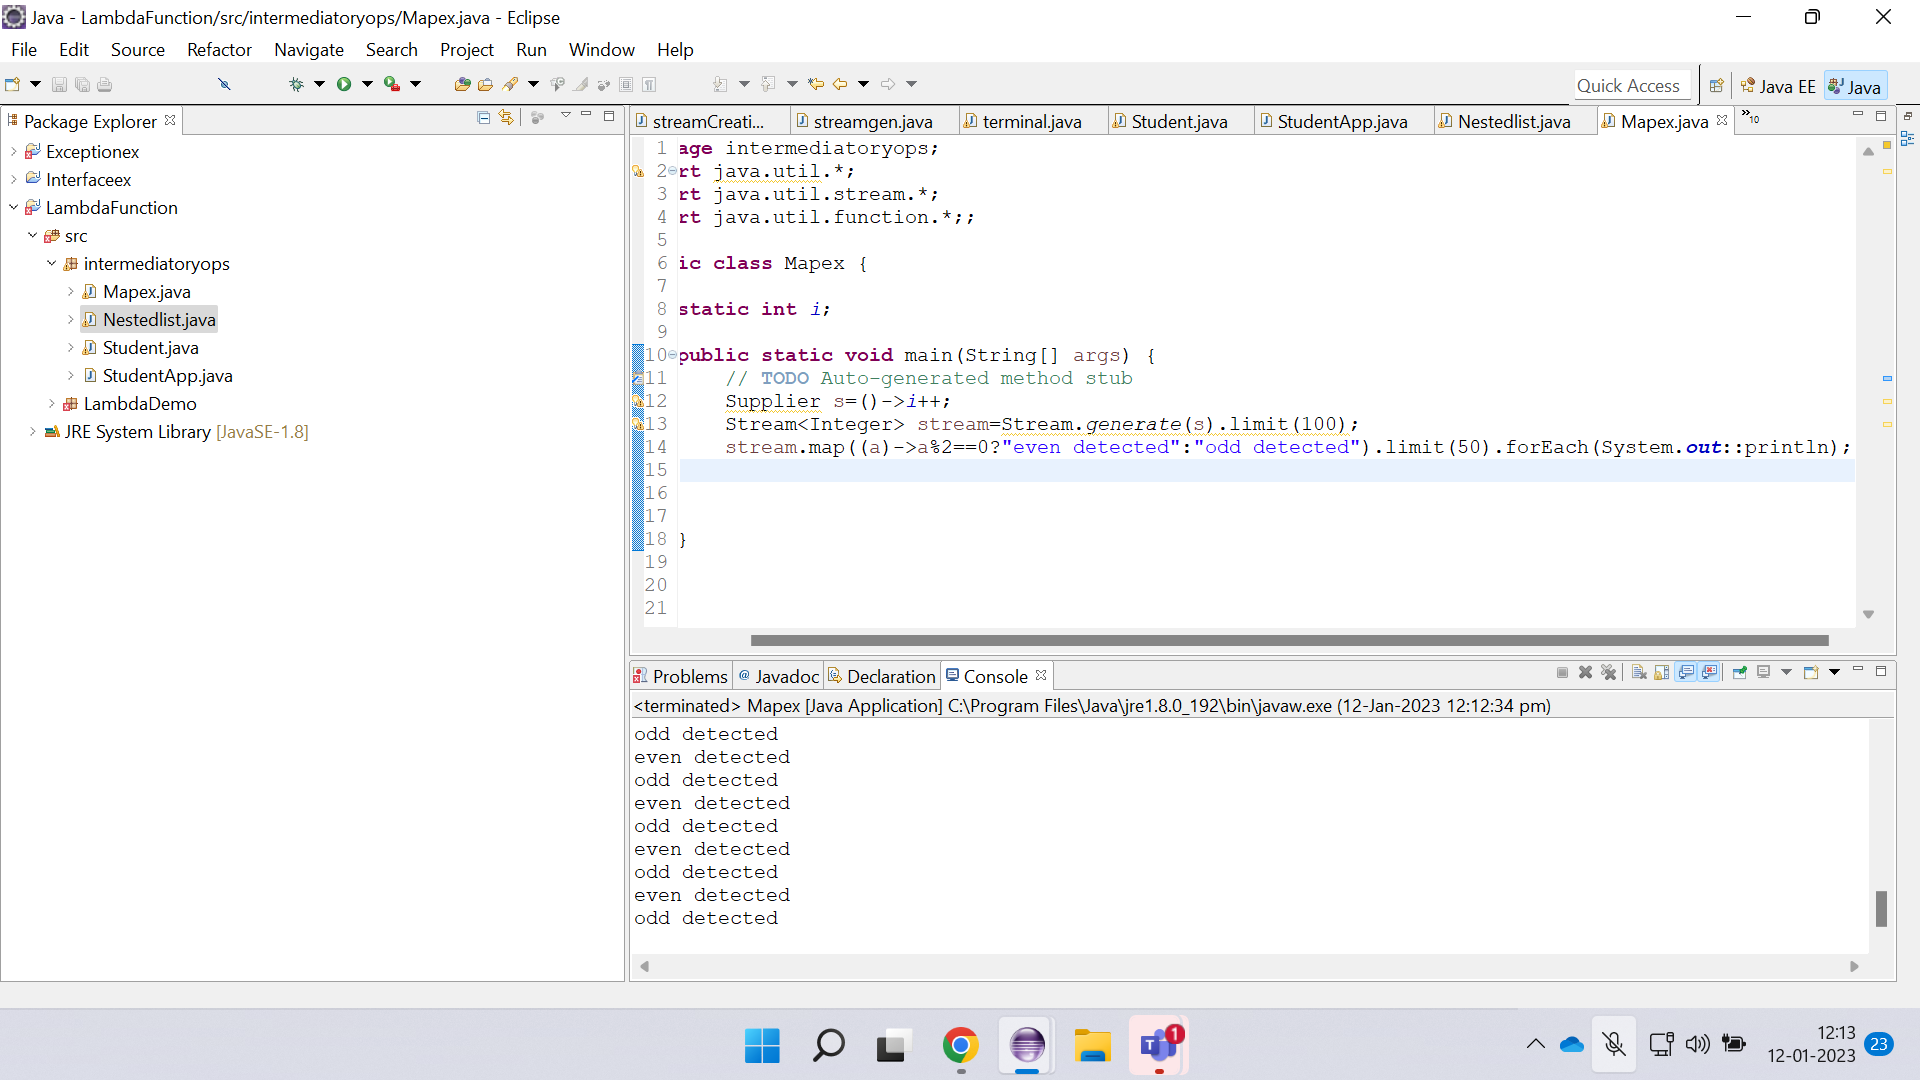 Java - LambdaFunction/src/intermediatoryops/Mapex.java - Eclipse
File Edit Source Refactor Navigate Search Project Run Window Help
Quick Access Java EE Java
Package Explorer
Exceptionex
Interfaceex
LambdaFunction
src
intermediatoryops
Mapex.java
Nestedlist.java
Student.java
StudentApp.java
LambdaDemo
JRE System Library [JavaSE-1.8]
streamCreati... streamgen.java terminal.java Student.java StudentApp.java Nestedlist.java Mapex.java »10
1 age intermediatoryops;
2 rt java.util.*;
3 rt java.util.stream.*;
4 rt java.util.function.*;;
5
6 ic class Mapex {
7
8 static int i;
9
10 public static void main(String[] args) {
11 // TODO Auto-generated method stub
12 Supplier s=()->i++;
13 Stream<Integer> stream=Stream.generate(s).limit(100);
14 stream.map((a)->a%2==0?"even detected":"odd detected").limit(50).forEach(System.out::println);
15
16
17
18 }
19
20
21
Problems @ Javadoc Declaration Console
<terminated> Mapex [Java Application] C:\Program Files\Java\jre1.8.0_192\bin\javaw.exe (12-Jan-2023 12:12:34 pm)
odd detected
even detected
odd detected
even detected
odd detected
even detected
odd detected
even detected
odd detected
T 1
12:13
12-01-2023 23